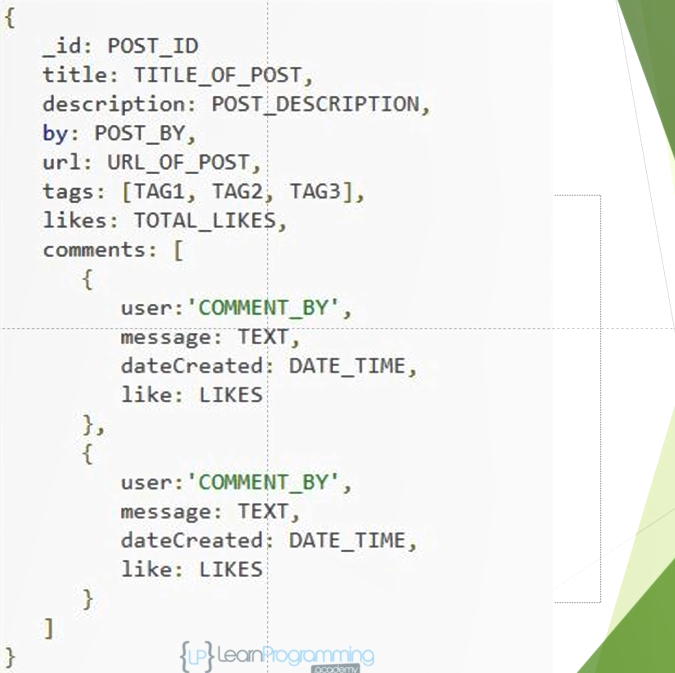 {
   _id: POST_ID
   title: TITLE_OF_POST,
   description: POST_DESCRIPTION,
   by: POST_BY,
   url: URL_OF_POST,
   tags: [TAG1, TAG2, TAG3],
   likes: TOTAL_LIKES,
   comments: [
      {
         user:'COMMENT_BY',
         message: TEXT,
         dateCreated: DATE_TIME,
         like: LIKES
      },
      {
         user:'COMMENT_BY',
         message: TEXT,
         dateCreated: DATE_TIME,
         like: LIKES
      }
   ]
}
{LP} LearnProgramming
academy